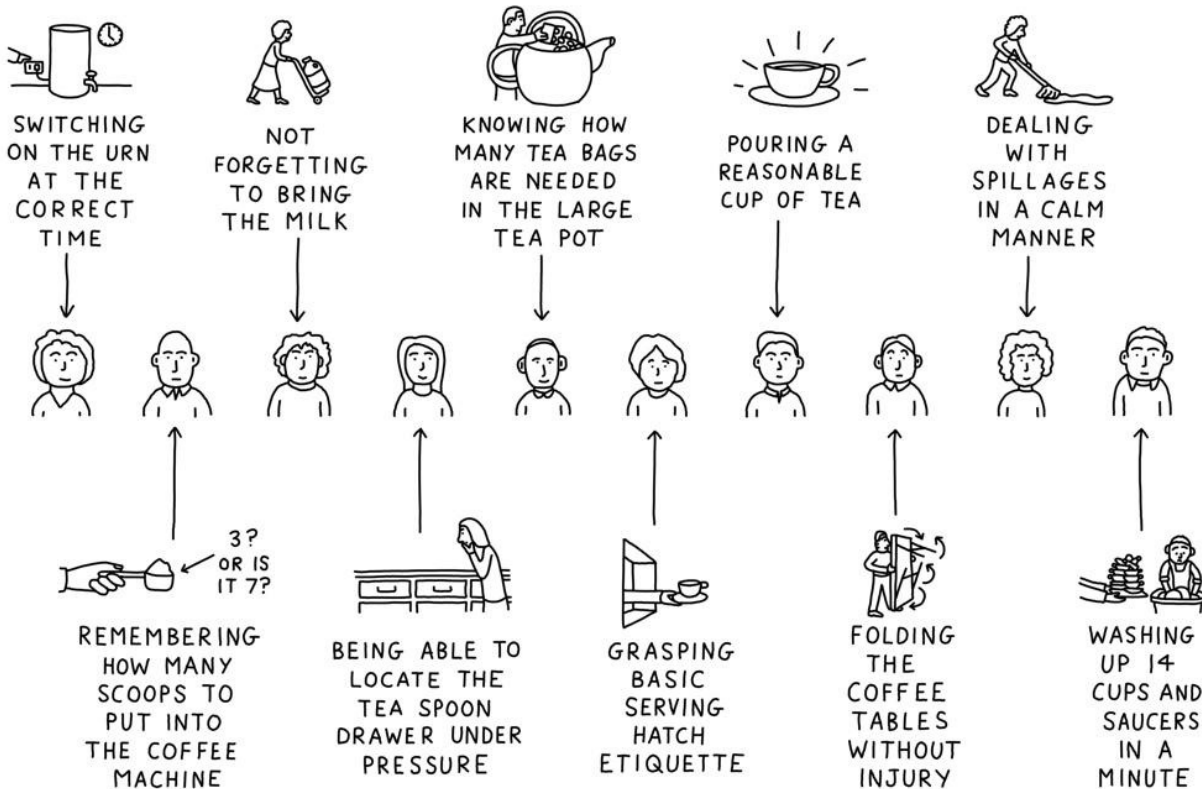 SWITCHING
ON THE URN
AT THE
CORRECT
TIME
NOT
FORGETTING
TO BRING
THE MILK
KNOWING HOW
MANY TEA BAGS
ARE NEEDED
IN THE LARGE
TEA POT
POURING A
REASONABLE
CUP OF TEA
DEALING
WITH
SPILLAGES
IN A CALM
MANNER
3?
OR IS
IT 7?
REMEMBERING
HOW MANY
SCOOPS TO
PUT INTO
THE COFFEE
MACHINE
BEING ABLE TO
LOCATE THE
TEA SPOON
DRAWER UNDER
PRESSURE
GRASPING
BASIC
SERVING
HATCH
ETIQUETTE
FOLDING
THE
COFFEE
TABLES
WITHOUT
INJURY
WASHING
UP 14
CUPS AND
SAUCERS
IN A
MINUTE